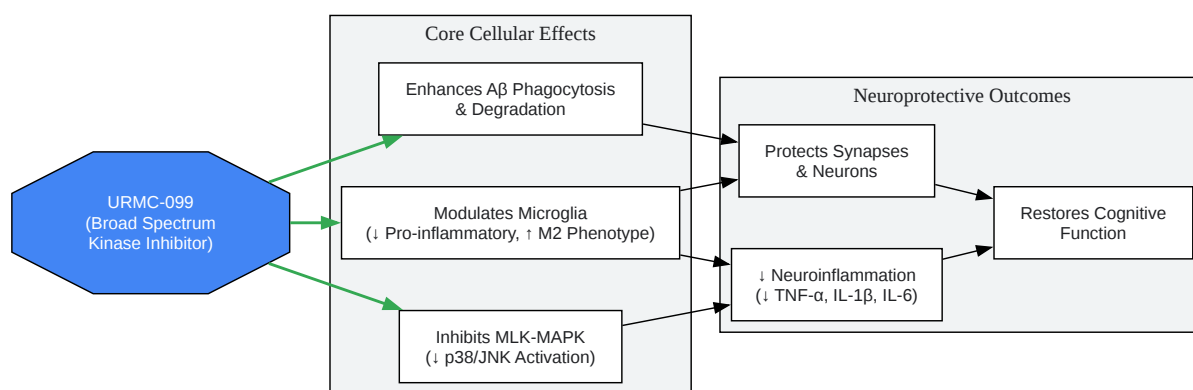 Core Cellular Effects
Enhances Aβ Phagocytosis
& Degradation
Neuroprotective Outcomes
Protects Synapses
& Neurons
URMC-099
(Broad Spectrum
Kinase Inhibitor)
Modulates Microglia
(↓ Pro-inflammatory, ↑ M2 Phenotype)
Restores Cognitive
Function
↓ Neuroinflammation
(↓ TNF-α, IL-1β, IL-6)
Inhibits MLK-MAPK
(↓ p38/JNK Activation)